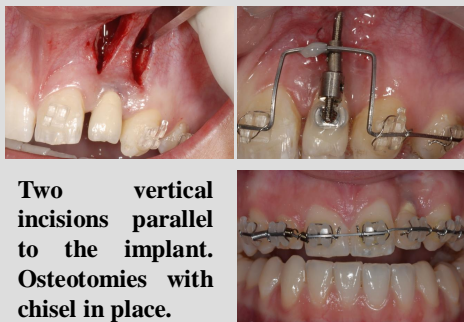 Two vertical
incisions parallel
to the implant.
Osteotomies with
chisel in place.